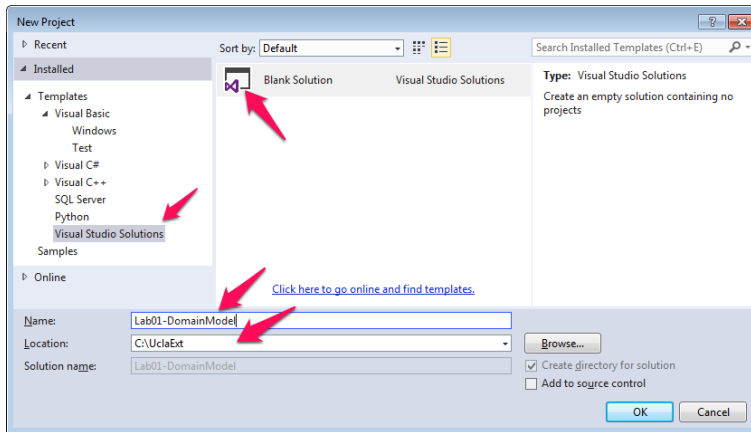 New Project
Recent
Installed
Templates
Visual Basic
Windows
Test
Visual C#
Visual C++
SQL Server
Python
Visual Studio Solutions
Samples
Online
Sort by: Default
Search Installed Templates (Ctrl+E)
Blank Solution Visual Studio Solutions
Type: Visual Studio Solutions
Create an empty solution containing no
projects
Click here to go online and find templates.
Name: Lab01-DomainModel
Location: C:\UclaExt
Browse...
Solution name: Lab01-DomainModel
Create directory for solution
Add to source control
OK Cancel